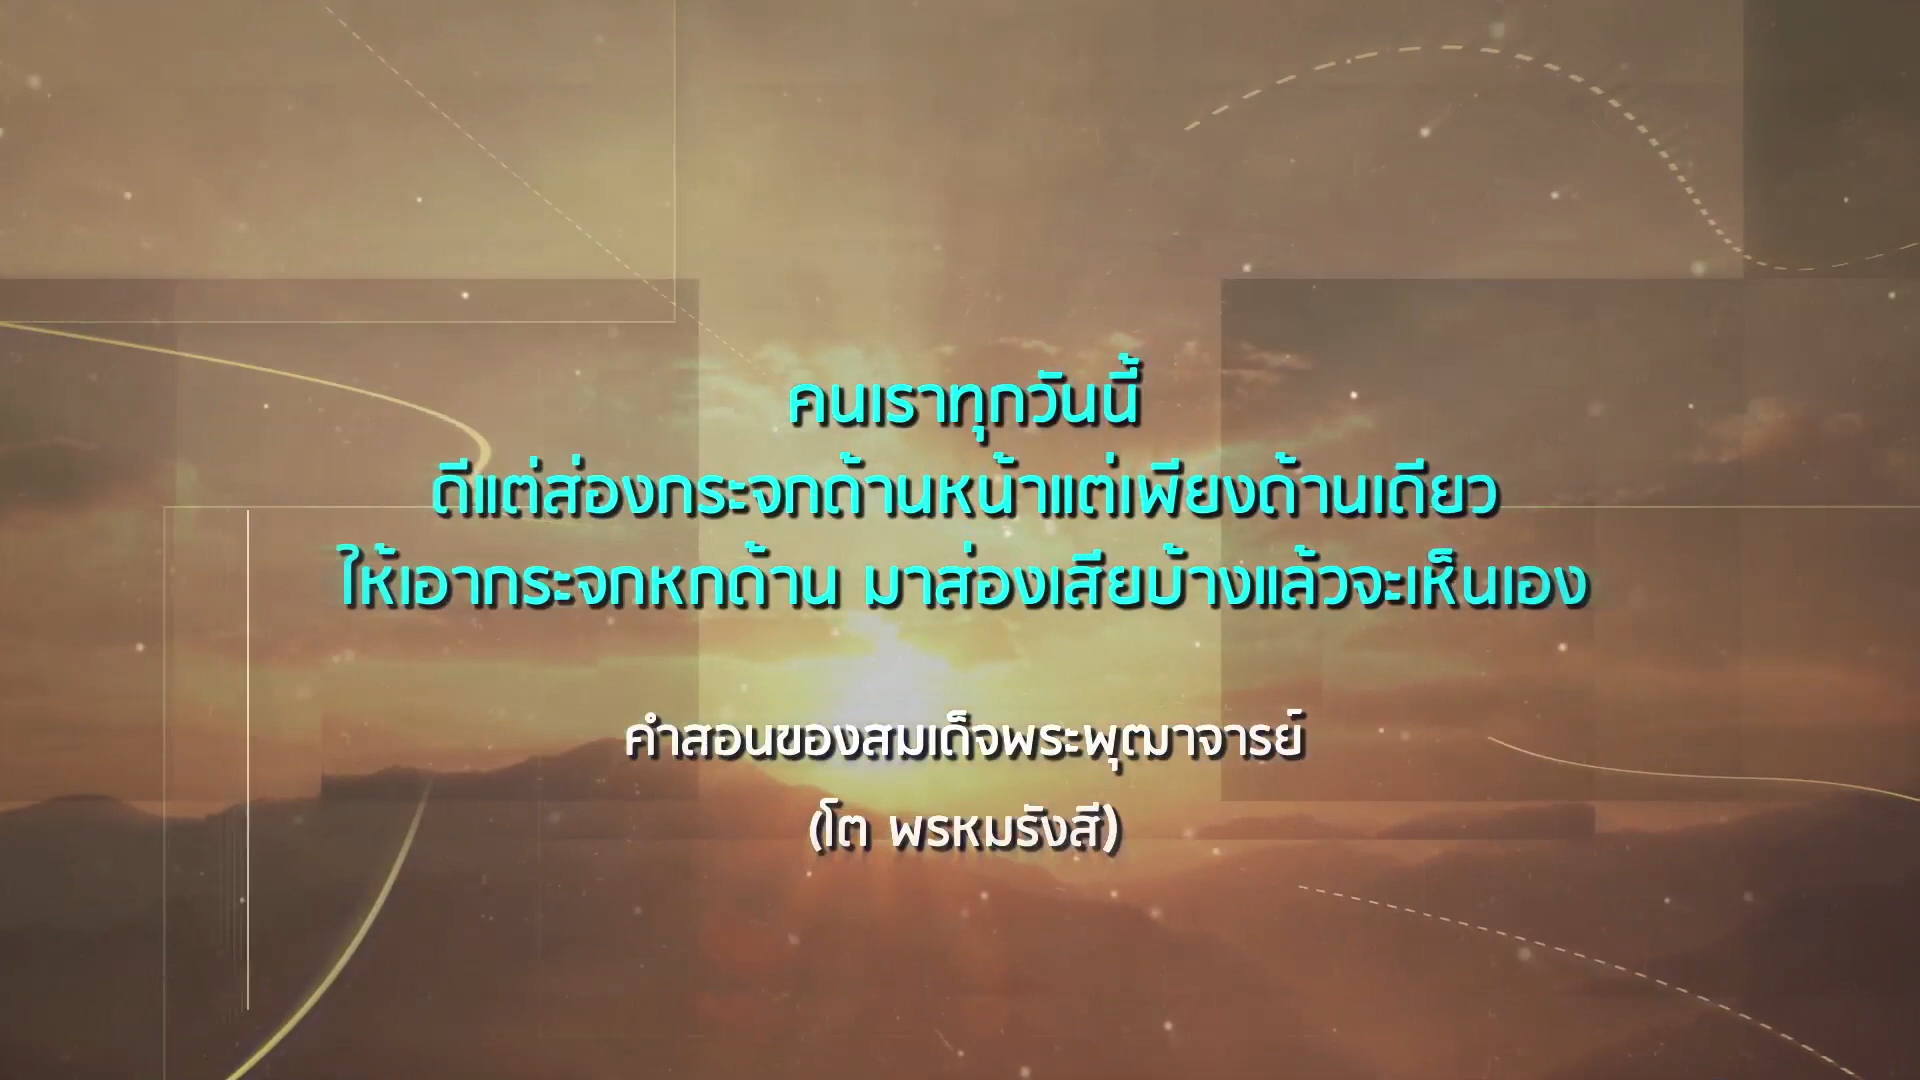 คนเราทุกวันนี้
ดีแต่ส่องกระจกด้านหน้าแต่เพียงด้านเดียว
ให้เอากระจกหกด้าน มาส่องเสียบ้างแล้วจะเห็นเอง
คำสอนของสมเด็จพระพุฒาจารย์
(โต พรหมรังสี)